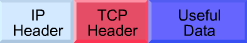 IP
Header
TCP
Header
Useful
Data